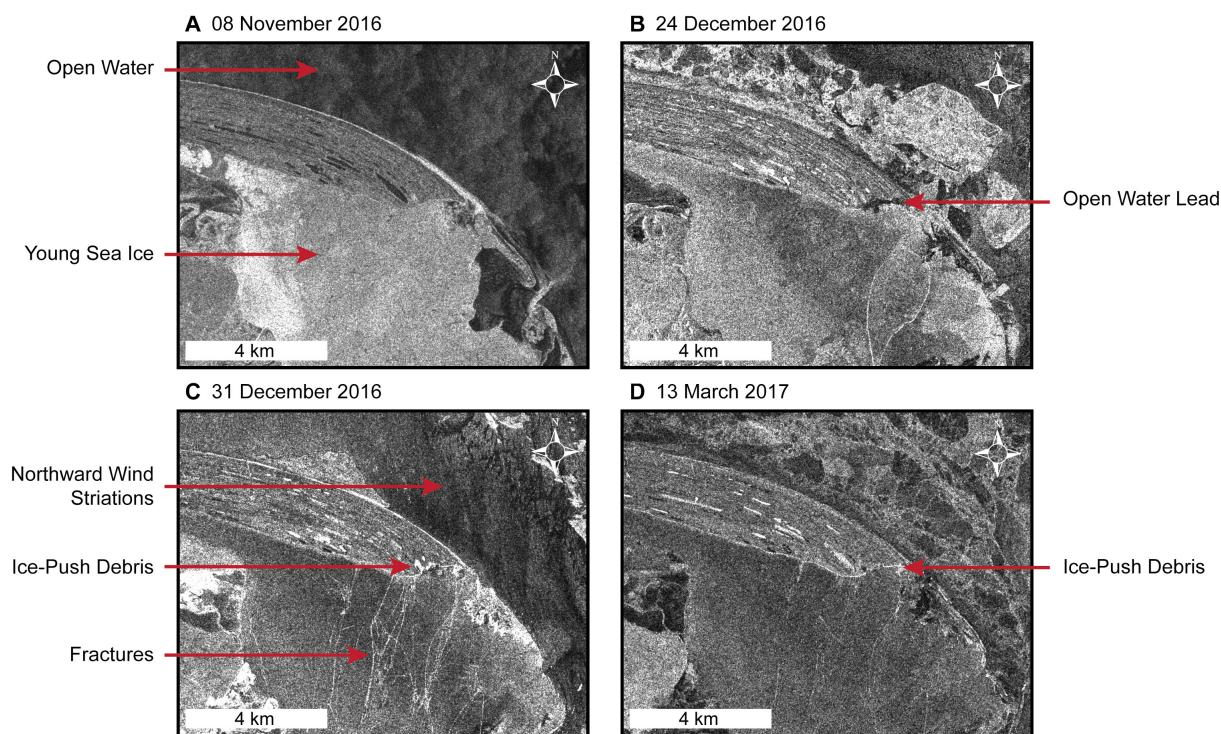 A 08 November 2016
B 24 December 2016
Open Water
N
N
Open Water Lead
Young Sea Ice
4 km
4 km
C 31 December 2016
D 13 March 2017
N
N
Northward Wind
Striations
Ice-Push Debris
Ice-Push Debris
Fractures
4 km
4 km